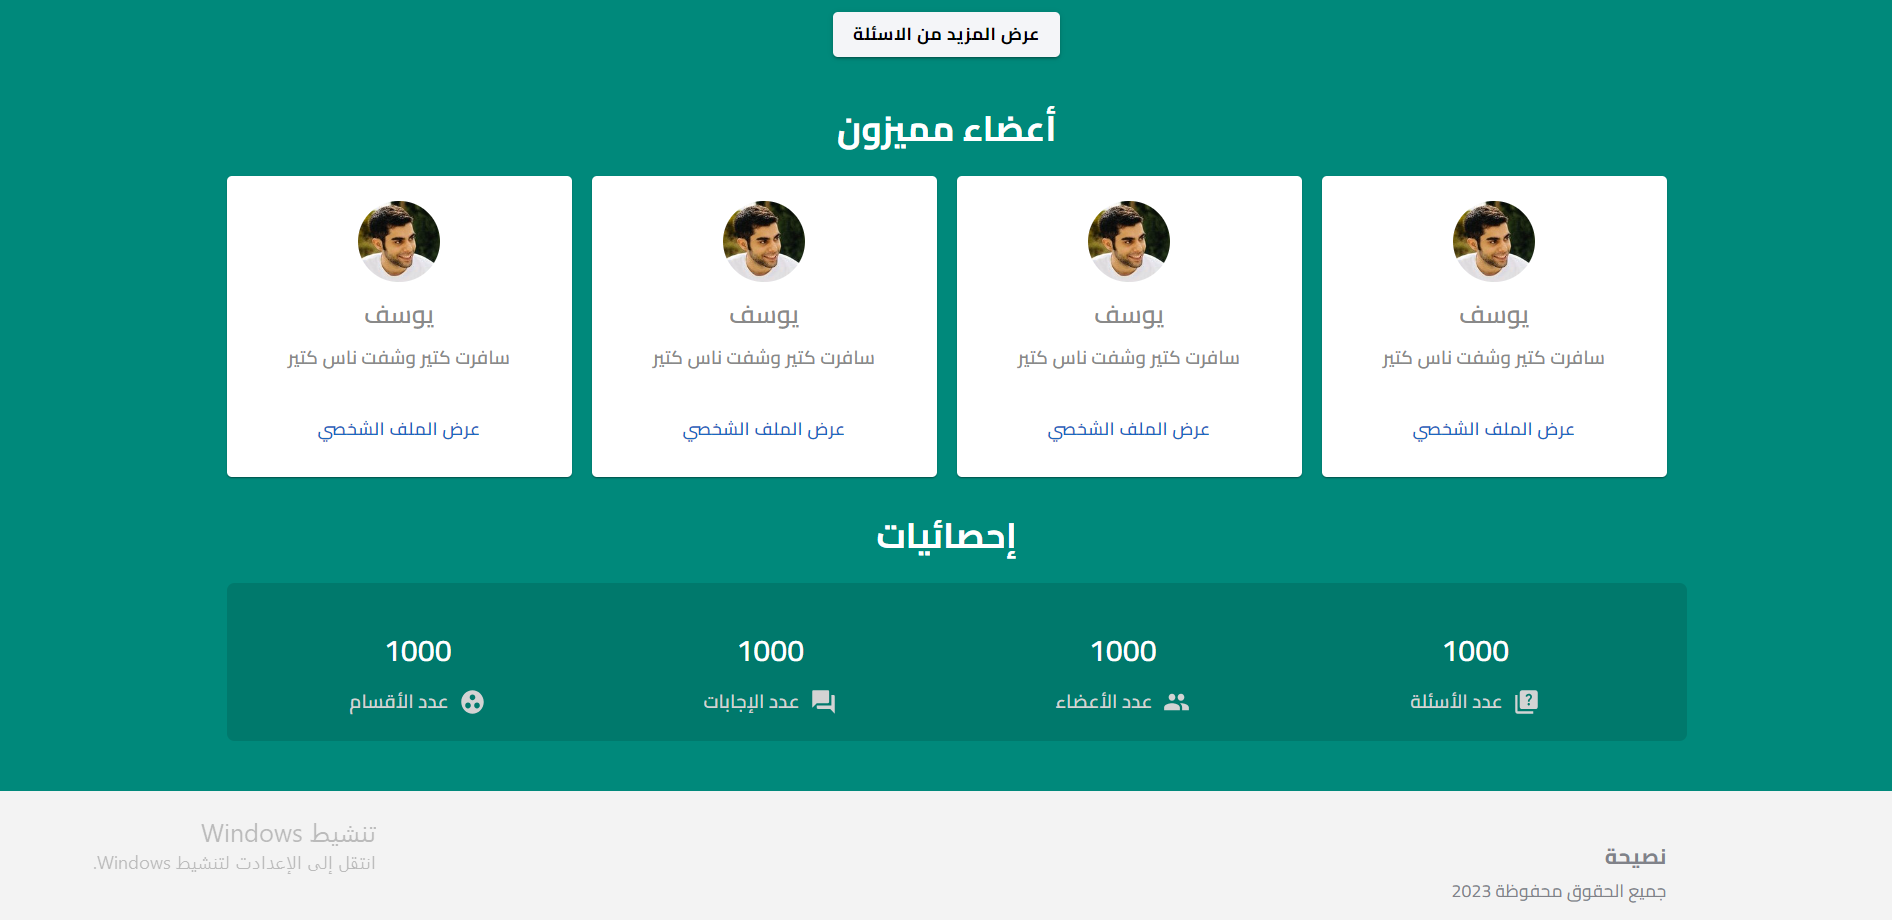 عرض المزيد من الاسئلة
أعضاء مميزون
يوسف
سافرت كتير وشفت ناس كتير
عرض الملف الشخصي
يوسف
سافرت كتير وشفت ناس كتير
عرض الملف الشخصي
يوسف
سافرت كتير وشفت ناس كتير
عرض الملف الشخصي
يوسف
سافرت كتير وشفت ناس كتير
عرض الملف الشخصي
إحصائيات
1000
عدد الأسئلة
1000
عدد الأعضاء
1000
عدد الإجابات
1000
عدد الأقسام
نصيحة
جميع الحقوق محفوظة 2023
تنشيط Windows
انتقل إلى الإعدادت لتنشيط Windows.